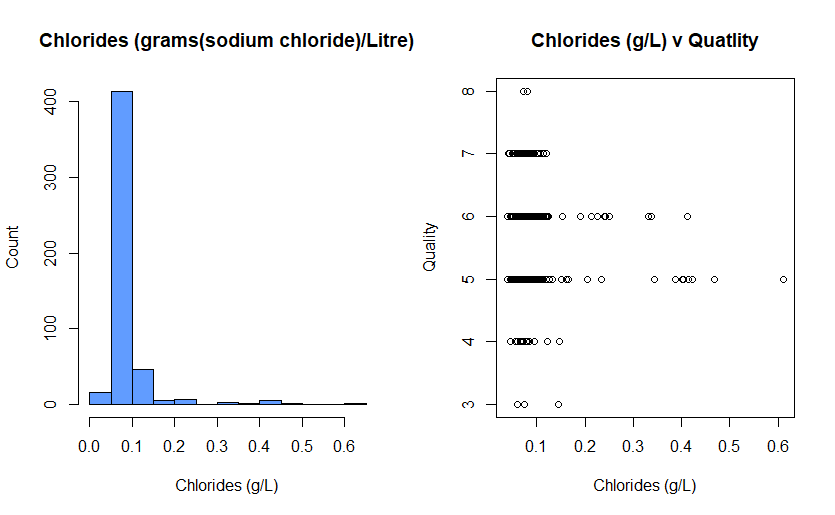 Chlorides (grams(sodium chloride)/Litre)
Count
400
300
200
100
0
0.0 0.1 0.2 0.3 0.4 0.5 0.6
Chlorides (g/L)
Chlorides (g/L) v Quatlity
Quality
8
7
6
5
4
3
0.1 0.2 0.3 0.4 0.5 0.6
Chlorides (g/L)